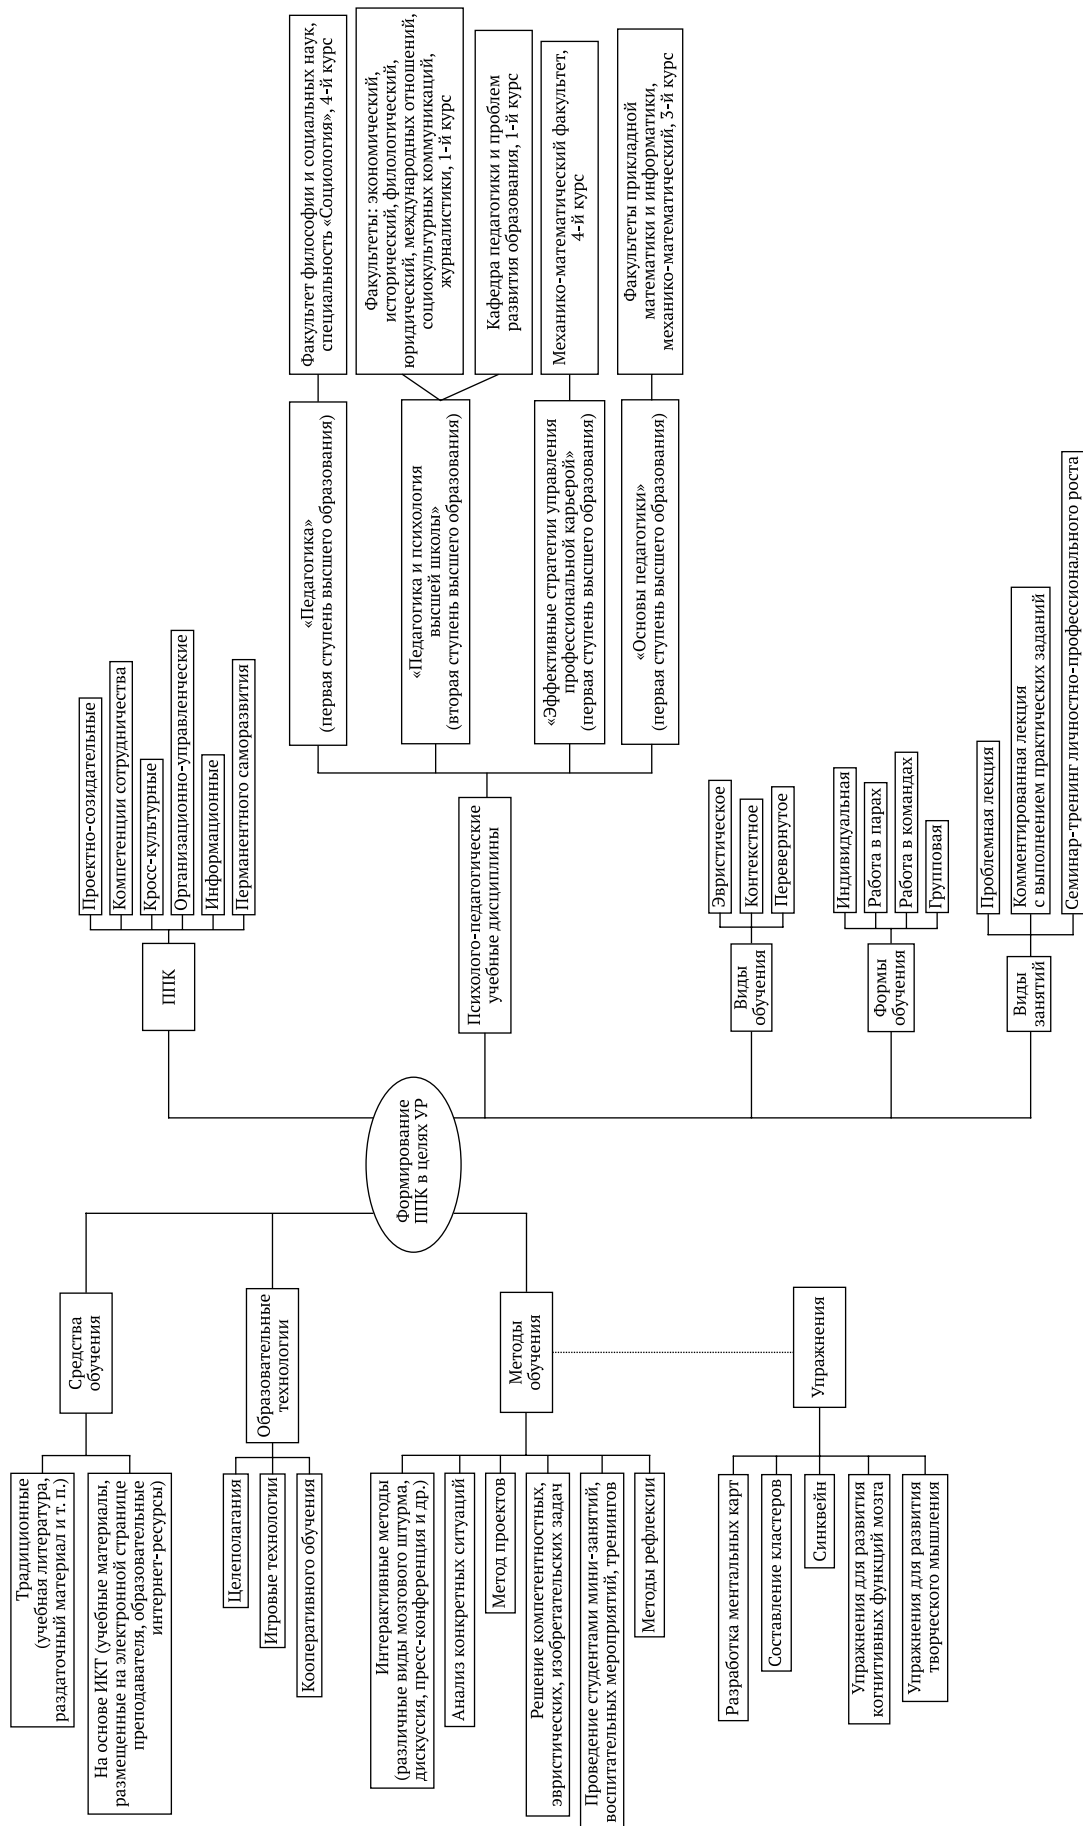 Средства
обучения
Традиционные
(учебная литература,
раздаточный материал и т. п.)
На основе ИКТ (учебные материалы,
размещенные на электронной странице
преподавателя, образовательные
интернет-ресурсы)
Образовательные
технологии
Целеполагания
Игровые технологии
Кооперативного обучения
Методы
обучения
Интерактивные методы
(различные виды мозгового штурма,
дискуссия, пресс-конференция и др.)
Анализ конкретных ситуаций
Метод проектов
Решение компетентностных,
эвристических, изобретательских задач
Проведение студентами мини-занятий,
воспитательных мероприятий, тренингов
Методы рефлексии
Упражнения
Разработка ментальных карт
Составление кластеров
Синквейн
Упражнения для развития
когнитивных функций мозга
Упражнения для развития
творческого мышления
Формирование
ППК в целях УР
ППК
Проектно-созидательные
Компетенции сотрудничества
Кросс-культурные
Организационно-управленческие
Информационные
Перманентного саморазвития
Психолого-педагогические
учебные дисциплины
«Педагогика»
(первая ступень высшего образования)
Факультет философии и социальных наук,
специальность «Социология», 4-й курс
«Педагогика и психология
высшей школы»
(вторая ступень высшего образования)
Факультеты: экономический,
исторический, филологический,
юридический, международных отношений,
социокультурных коммуникаций,
журналистики, 1-й курс
Кафедра педагогики и проблем
развития образования, 1-й курс
«Эффективные стратегии управления
профессиональной карьерой»
(первая ступень высшего образования)
Механико-математический факультет,
4-й курс
«Основы педагогики»
(первая ступень высшего образования)
Факультеты прикладной
математики и информатики,
механико-математический, 3-й курс
Виды
обучения
Эвристическое
Контекстное
Перевернутое
Формы
обучения
Индивидуальная
Работа в парах
Работа в командах
Групповая
Виды
занятий
Проблемная лекция
Комментированная лекция
с выполнением практических заданий
Семинар-тренинг личностно-профессионального роста